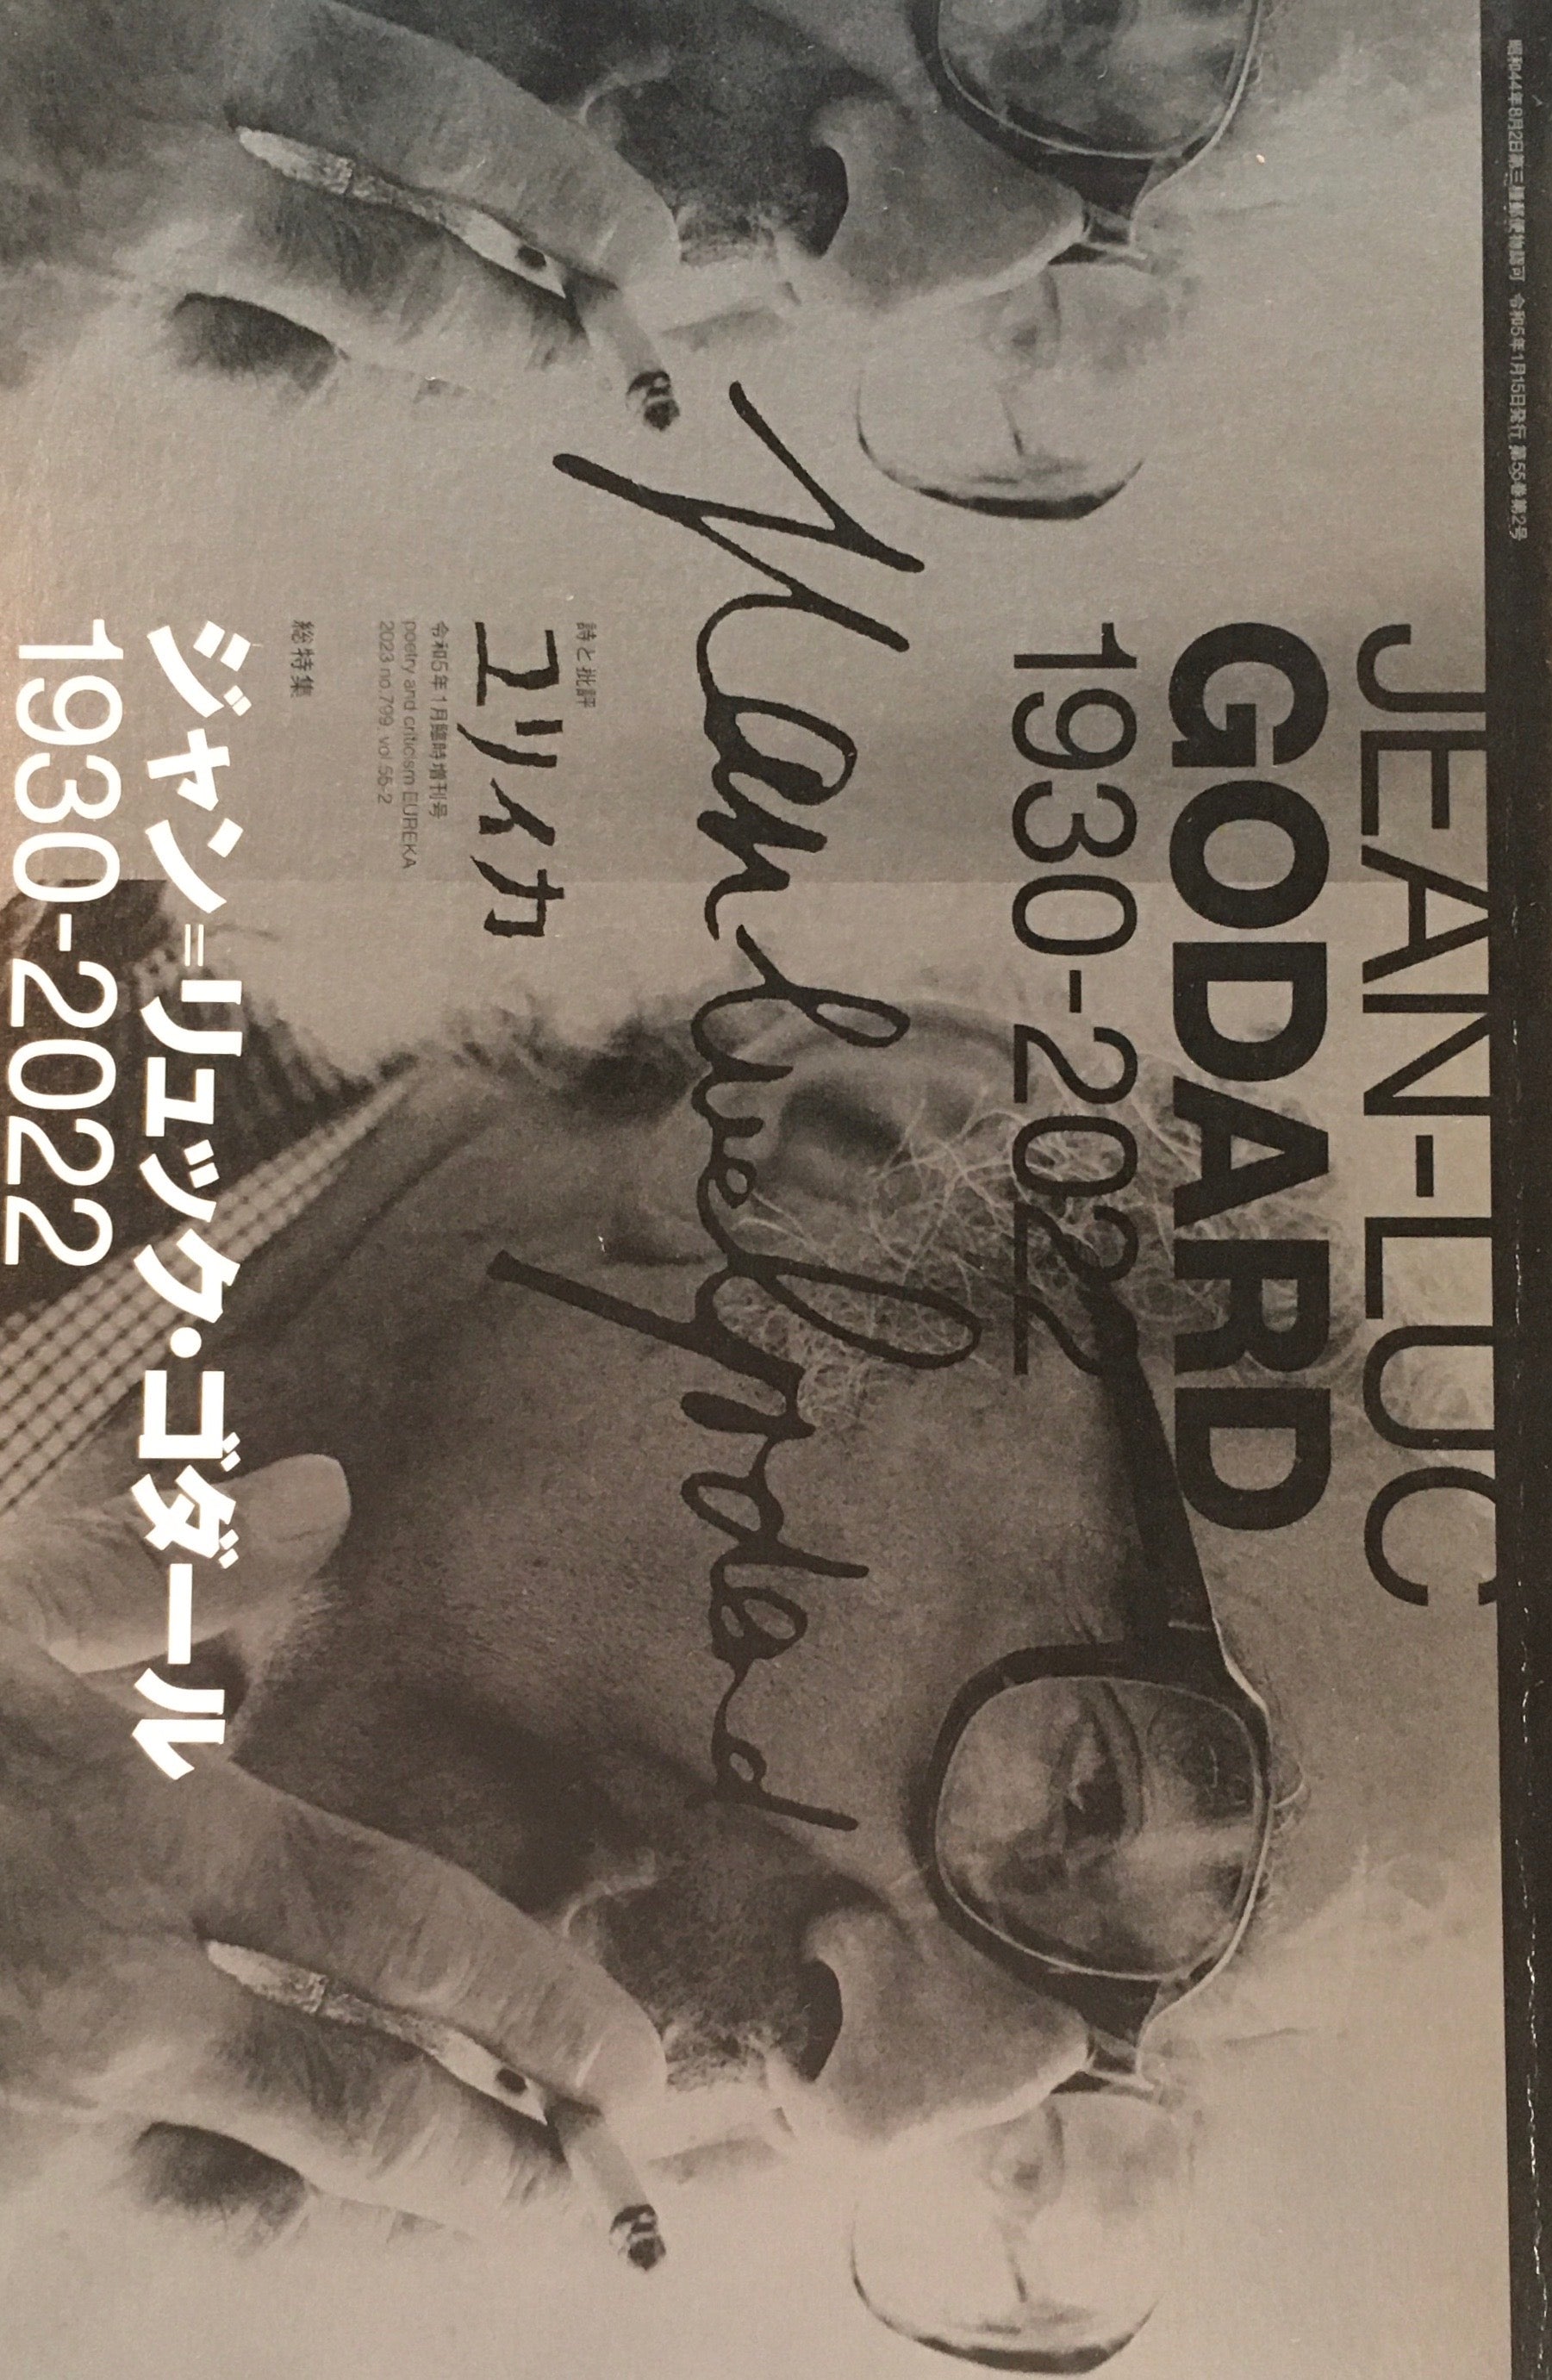 昭和44年8月2日第三種郵便物認可 令和5年1月15日発行 第55巻第2号
JEAN-LUC
GODARD
1930-2022
詩と批評
ユリイカ
令和5年1月臨時増刊号
poetry and criticism EUREKA
2023 no.799. vol.55-2
総特集
ジャン=リュック・ゴダール
1930-2022